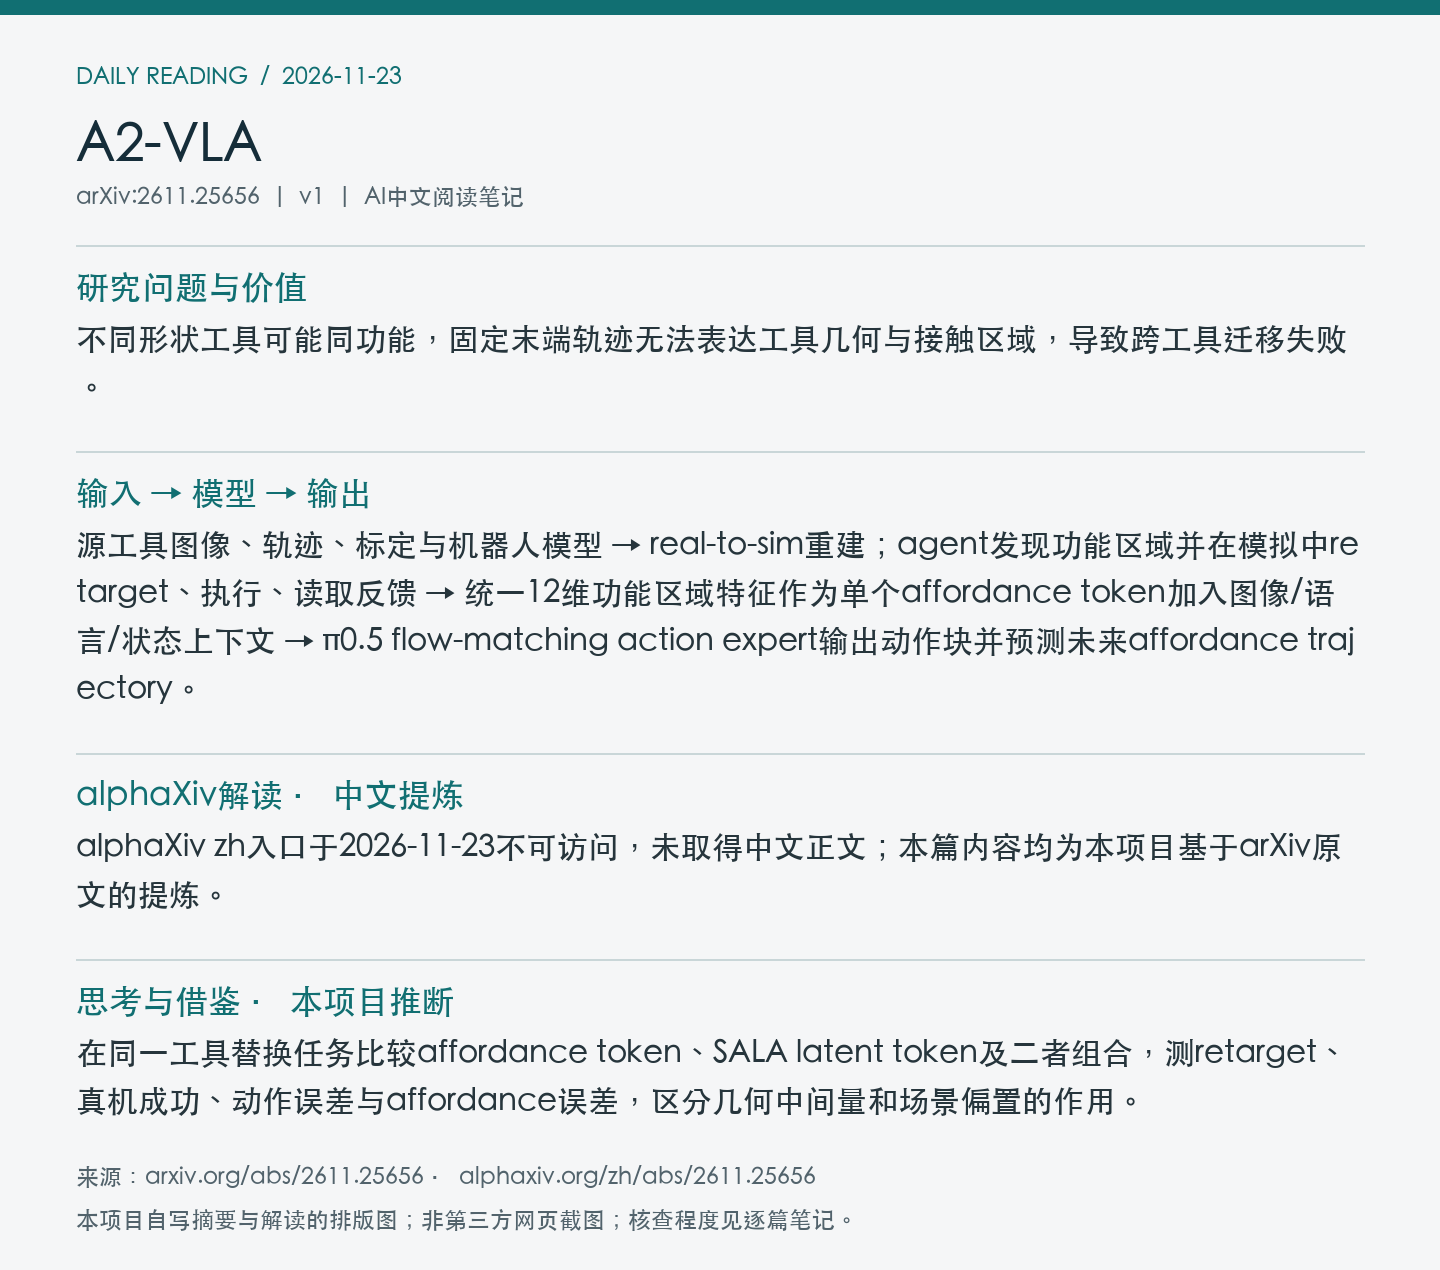 DAILY READING / 2026-11-23
A2-VLA
arXiv:2611.25656 | v1 | AI中文阅读笔记
研究问题与价值
不同形状工具可能同功能，固定末端轨迹无法表达工具几何与接触区域，导致跨工具迁移失败
。
输入 → 模型 → 输出
源工具图像、轨迹、标定与机器人模型 → real-to-sim重建；agent发现功能区域并在模拟中re
target、执行、读取反馈 → 统一12维功能区域特征作为单个affordance token加入图像/语
言/状态上下文 → π0.5 flow-matching action expert输出动作块并预测未来affordance traj
ectory。
alphaXiv解读 · 中文提炼
alphaXiv zh入口于2026-11-23不可访问，未取得中文正文；本篇内容均为本项目基于arXiv原
文的提炼。
思考与借鉴 · 本项目推断
在同一工具替换任务比较affordance token、SALA latent token及二者组合，测retarget、
真机成功、动作误差与affordance误差，区分几何中间量和场景偏置的作用。
来源：arxiv.org/abs/2611.25656 · alphaxiv.org/zh/abs/2611.25656
本项目自写摘要与解读的排版图；非第三方网页截图；核查程度见逐篇笔记。